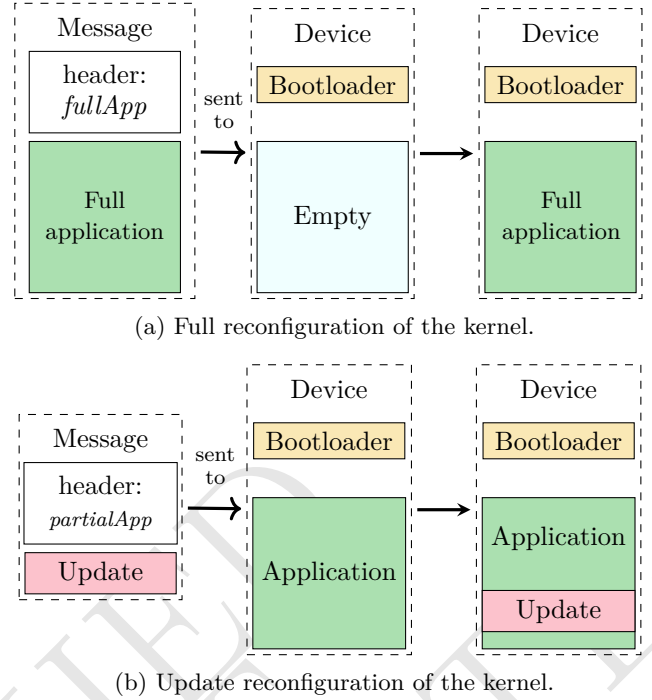 Message
header:
fullApp
Full
application
sent
to
Device
Bootloader
Empty
Device
Bootloader
Full
application
(a) Full reconfiguration of the kernel.
Message
header:
partialApp
Update
sent
to
Device
Bootloader
Application
Device
Bootloader
Application
Update
(b) Update reconfiguration of the kernel.